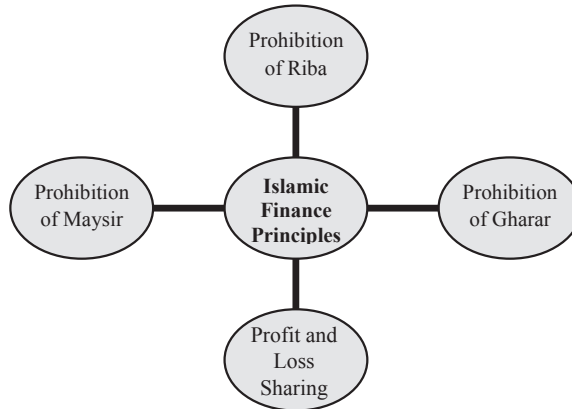 Prohibition
of Riba
Prohibition
of Maysir
Islamic
Finance
Principles
Prohibition
of Gharar
Profit and
Loss
Sharing